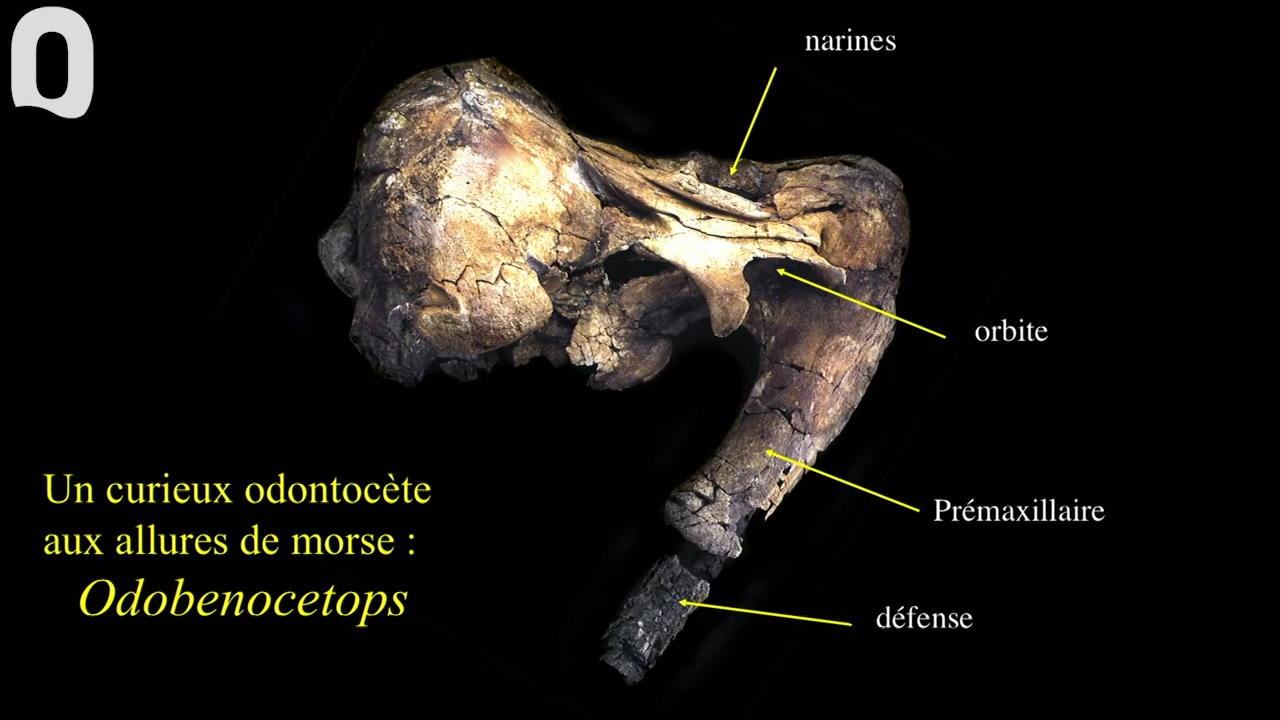 Q
narines
orbite
Prémaxillaire
défense
Un curieux odontocète
aux allures de morse :
Odobenocetops